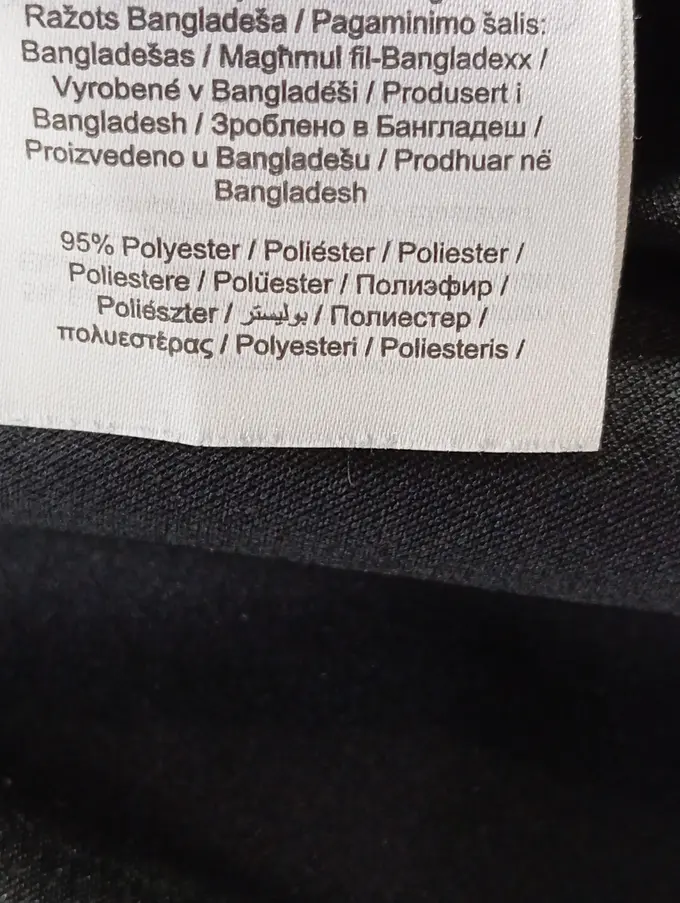 Ražots Bangladeša / Pagaminimo šalis:
Bangladešas / Magħmul fil-Bangladexx /
Vyrobené v Bangladéši / Produsert i
Bangladesh / Зроблено в Бангладеш /
Proizvedeno u Bangladešu / Prodhuar në
Bangladesh
95% Polyester / Poliéster / Poliester /
Poliestere / Polüester / Полиэфир /
Poliészter / بوليستر / Полиестер /
πολυεστέρας / Polyesteri / Poliesteris /